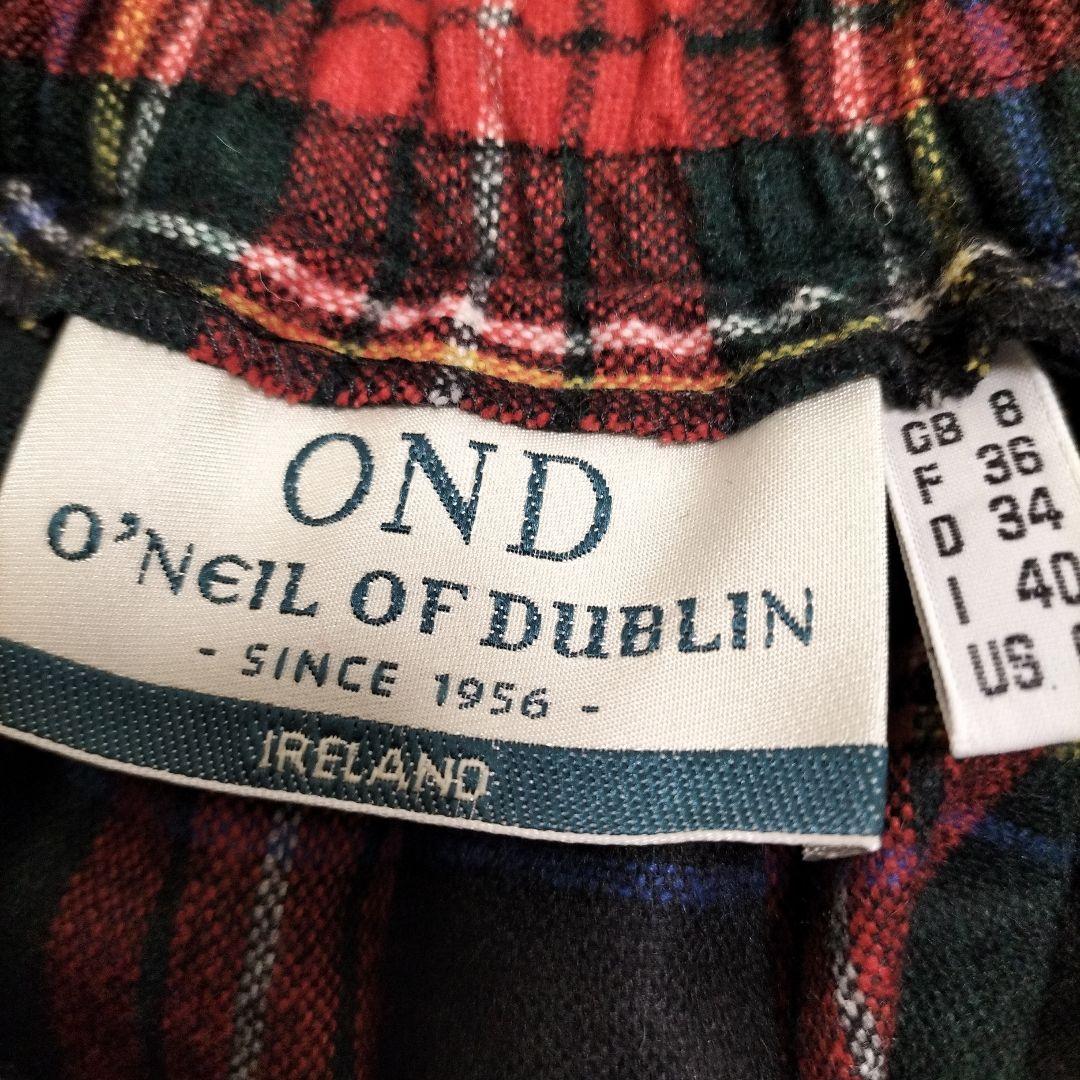 OND
O'NEIL OF DUBLIN
- SINCE 1956 -
IRELAND
GB 8
F 36
D 34
I 40
US